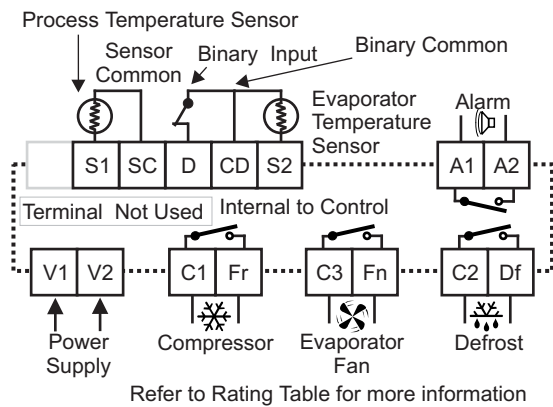 Process Temperature Sensor
Sensor
Common
Binary Input
Binary Common
Evaporator
Temperature
Sensor
Alarm
S1 SC D CD S2
A1 A2
Terminal Not Used
Internal to Control
V1 V2
C1 Fr
C3 Fn
C2 Df
Power
Supply
Compressor
Evaporator
Fan
Defrost
Refer to Rating Table for more information